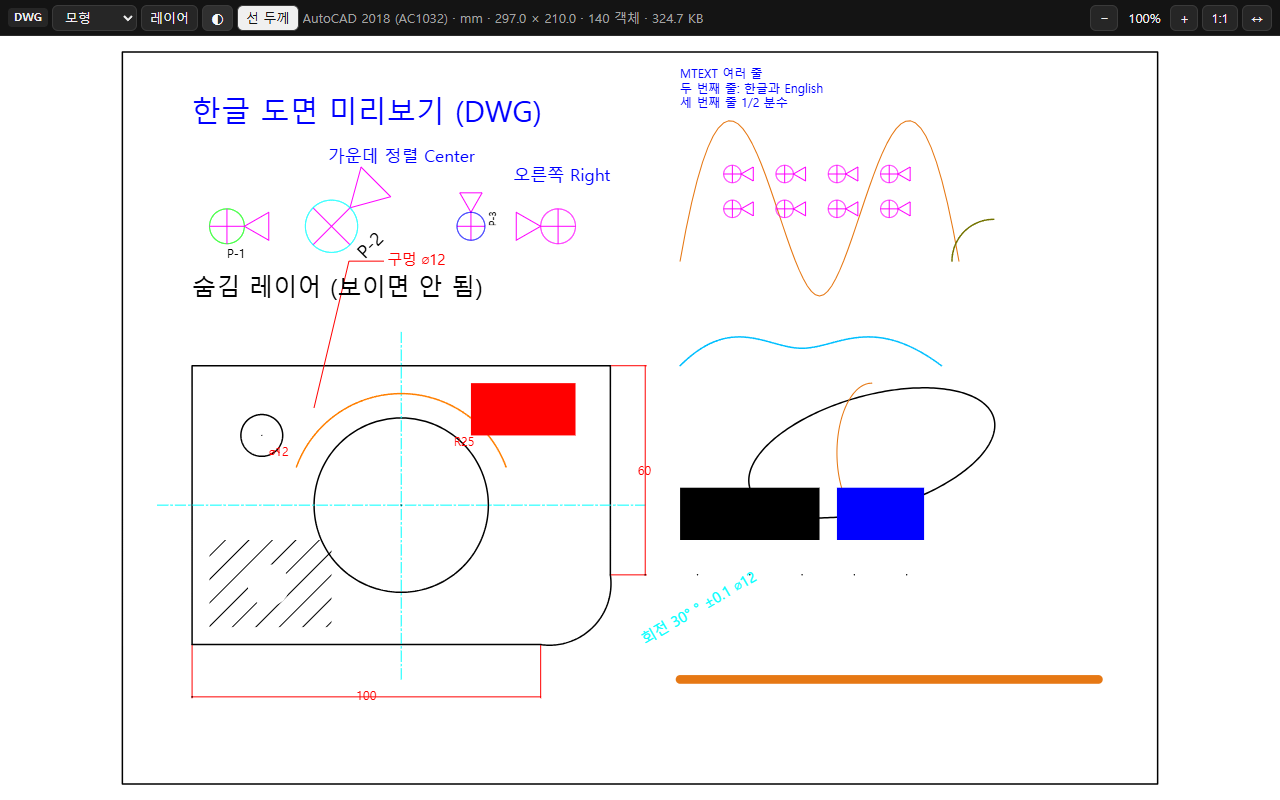 DWG 모형 레이어 선 두께 AutoCAD 2018 (AC1032) · mm · 297.0 × 210.0 · 140 객체 · 324.7 KB − 100% + 1:1 ↔
MTEXT 여러 줄
두 번째 줄: 한글과 English
세 번째 줄 1/2 분수
한글 도면 미리보기 (DWG)
가운데 정렬 Center
오른쪽 Right
P-1
P-2
P-3
구멍 ⌀12
숨김 레이어 (보이면 안 됨)
⌀12
R25
60
회전 30° ° ±0.1 ⌀12
100